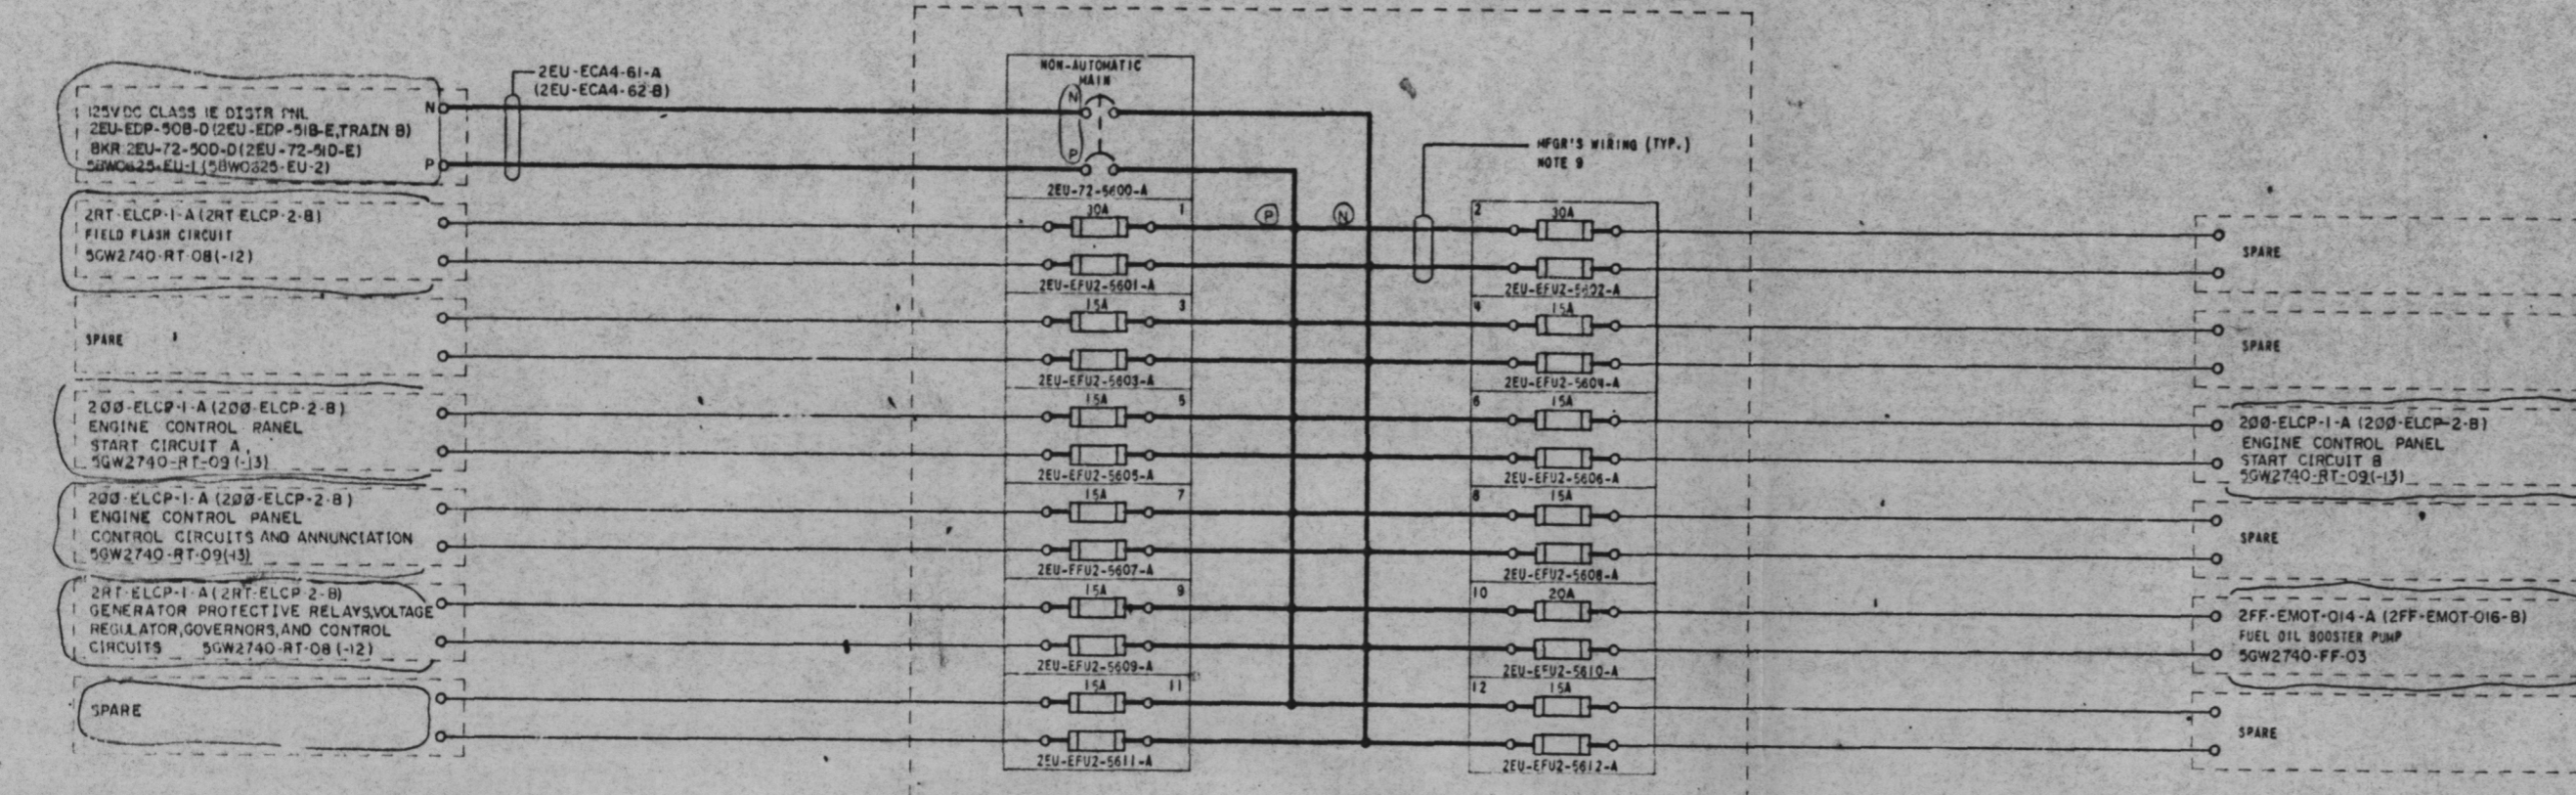 2EU-ECA4-61-A
(2EU-ECA4-62-B)
125V DC CLASS 1E DISTR PNL
2EU-EDP-50B-D (2EU-EDP-51B-E, TRAIN B)
BKR 2EU-72-50D-D (2EU-72-51D-E)
5BW0625-EU-1 (5BW0325-EU-2)
N
P
2RT-ELCP-1-A (2RT ELCP-2-B)
FIELD FLASH CIRCUIT
5GW2740-RT-08 (-12)
SPARE
200-ELCP-1-A (200-ELCP-2-B)
ENGINE CONTROL PANEL
START CIRCUIT A,
5GW2740-RT-09 (-13)
200-ELCP-1-A (200-ELCP-2-B)
ENGINE CONTROL PANEL
CONTROL CIRCUITS AND ANNUNCIATION
5GW2740-RT-09(-13)
2RT-ELCP-1-A (2RT-ELCP-2-B)
GENERATOR PROTECTIVE RELAYS, VOLTAGE
REGULATOR, GOVERNORS, AND CONTROL
CIRCUITS 5GW2740-RT-08 (-12)
SPARE
NON-AUTOMATIC
MAIN
N
P
2EU-72-5600-A
30A 1
2EU-EFU2-5601-A
15A 3
2EU-EFU2-5603-A
15A 5
2EU-EFU2-5605-A
15A 7
2EU-EFU2-5607-A
15A 9
2EU-EFU2-5609-A
15A 11
2EU-EFU2-5611-A
P N
MFGR'S WIRING (TYP.)
NOTE 9
2 30A
2EU-EFU2-5602-A
4 15A
2EU-EFU2-5604-A
6 15A
2EU-EFU2-5606-A
8 15A
2EU-EFU2-5608-A
10 20A
2EU-EFU2-5610-A
12 15A
2EU-EFU2-5612-A
SPARE
SPARE
200-ELCP-1-A (200-ELCP-2-B)
ENGINE CONTROL PANEL
START CIRCUIT B
5GW2740-RT-09(-13)
SPARE
2FF-EMOT-014-A (2FF-EMOT-016-B)
FUEL OIL BOOSTER PUMP
5GW2740-FF-03
SPARE